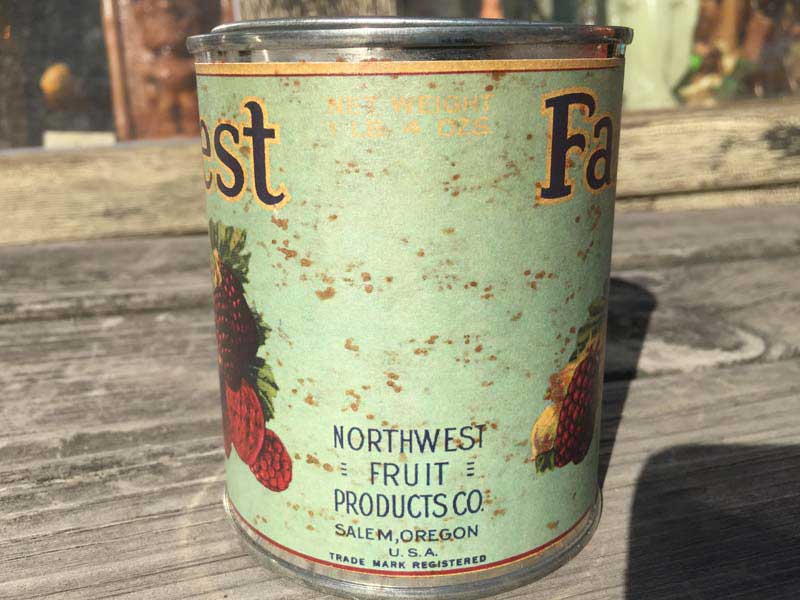 est
NET WEIGHT
1 LB. 4 OZS.
Fa
NORTHWEST
FRUIT
PRODUCTS CO.
SALEM, OREGON
U. S. A.
TRADE MARK REGISTERED